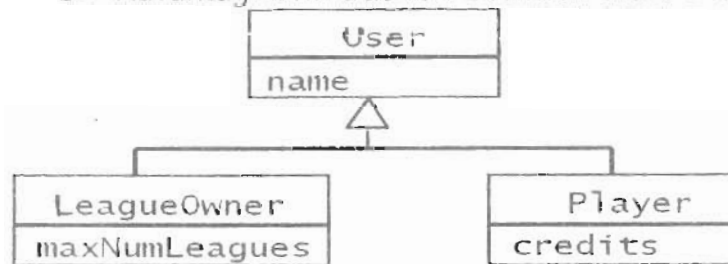 User
name
LeagueOwner
Player
maxNumLeagues
credits